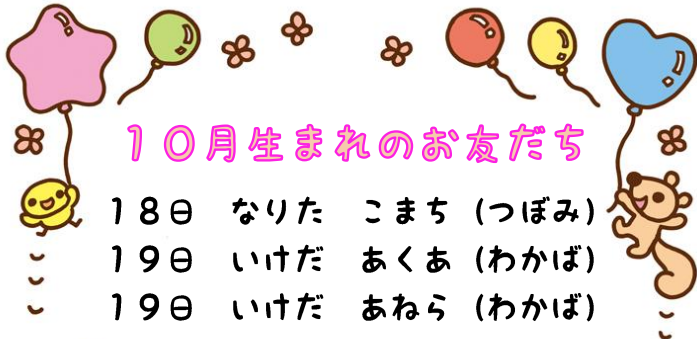 10月生まれのお友だち
18日　なりた　こまち（つぼみ）
19日　いけだ　あくあ（わかば）
19日　いけだ　あねら（わかば）